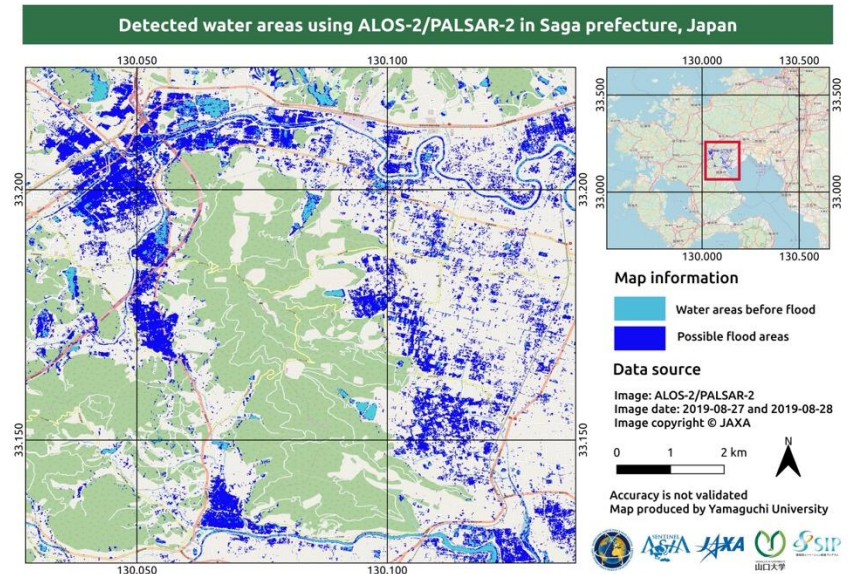 Detected water areas using ALOS-2/PALSAR-2 in Saga prefecture, Japan
130.050
130.100
33.200
33.150
130.050
130.100
130.000
130.500
33.500
33.500
33.000
33.000
130.000
130.500
Map information
Water areas before flood
Possible flood areas
Data source
Image: ALOS-2/PALSAR-2
Image date: 2019-08-27 and 2019-08-28
Image copyright © JAXA
N
0 1 2 km
Accuracy is not validated
Map produced by Yamaguchi University
SENTINEL
ASIA
JAXA
山口大学
SIP